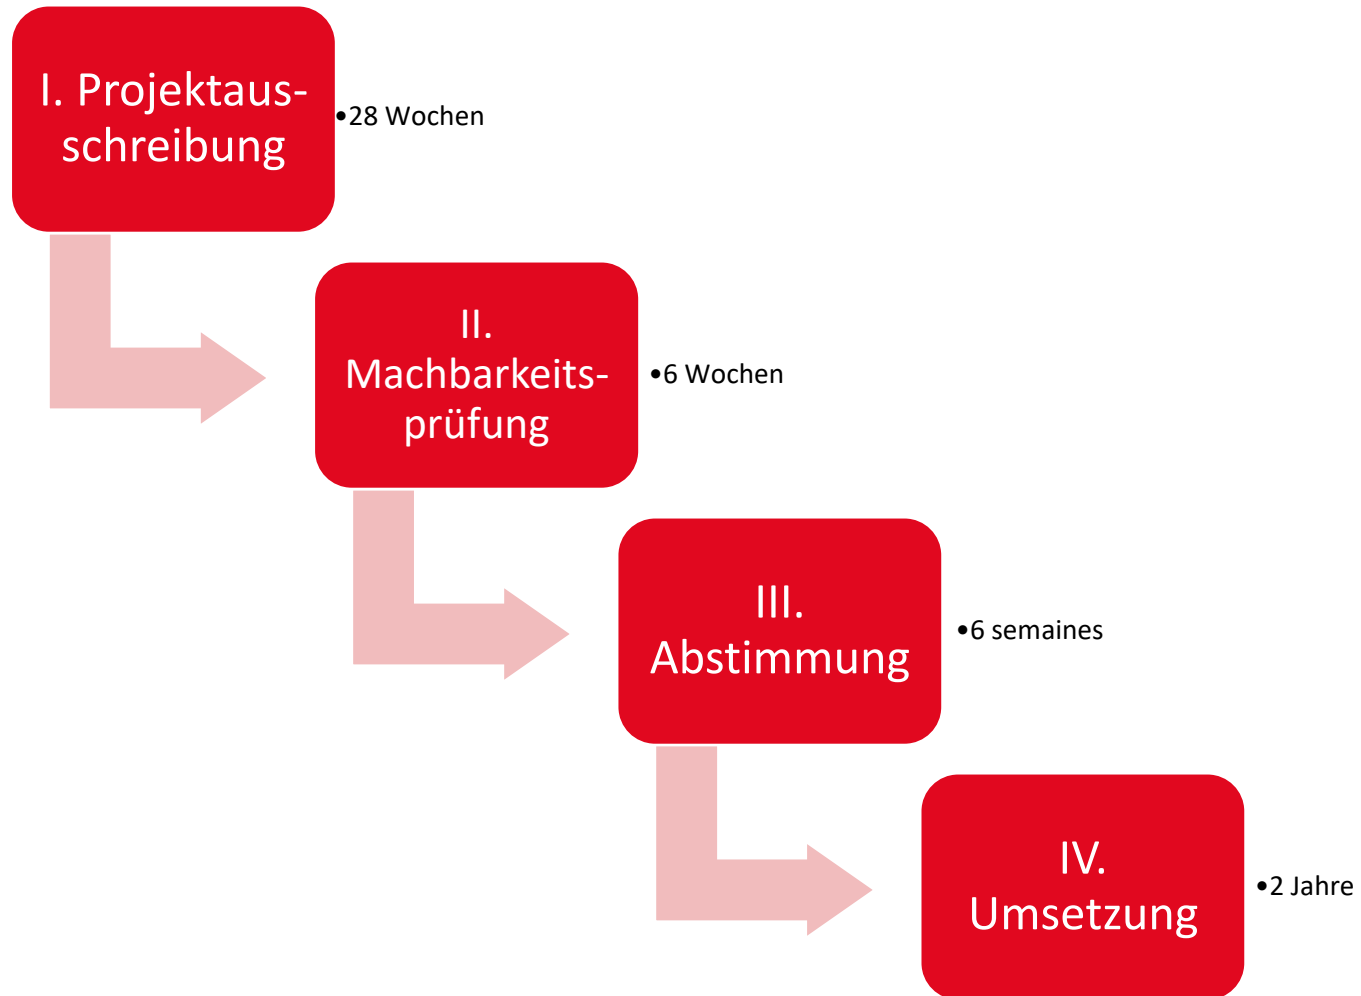 I. Projektaus-
schreibung
•28 Wochen
II.
Machbarkeits-
prüfung
•6 Wochen
III.
Abstimmung
•6 semaines
IV.
Umsetzung
•2 Jahre